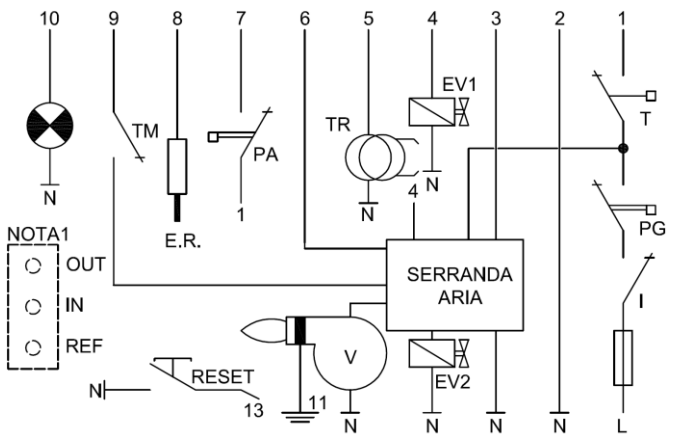 10 9 8 7 6 5 4 3 2 1
EV1
TM
TR
T
PA
N
N
N
4
1
E.R.
PG
NOTA1
OUT
IN
REF
SERRANDA
ARIA
I
V
EV2
RESET
N
13
11
N
N
N
N
L